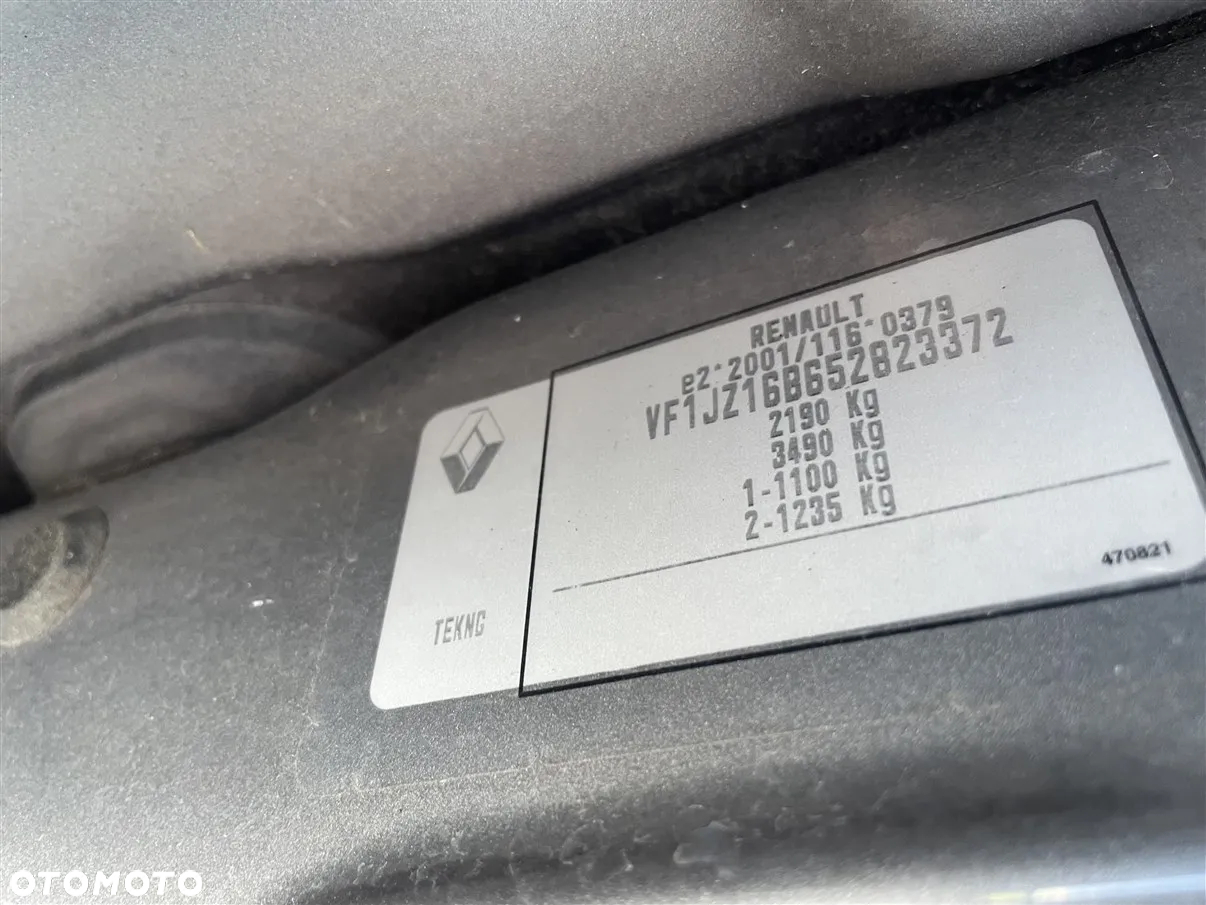 RENAULT
e2*2001/116*0379
VF1JZ16B652823372
2190 Kg
3490 Kg
1-1100 Kg
2-1235 Kg
470821
TEKNG
OTOMOTO